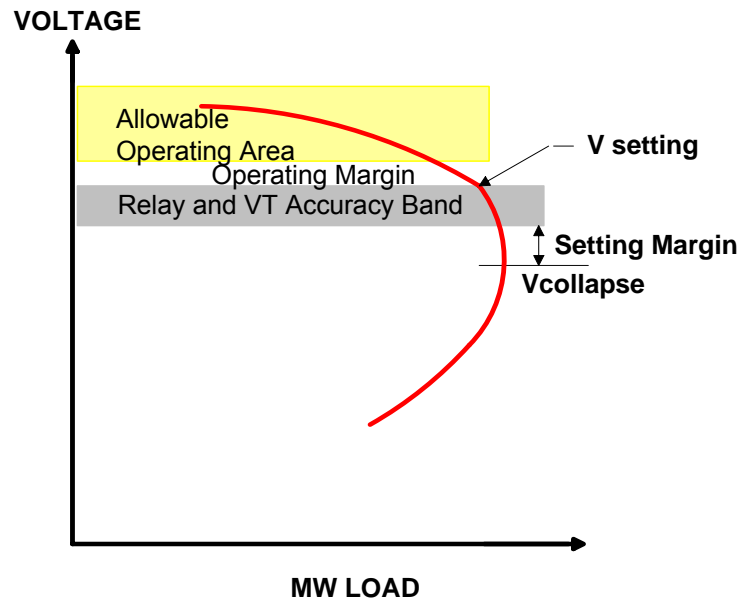 VOLTAGE
Allowable
Operating Area
V setting
Operating Margin
Relay and VT Accuracy Band
Setting Margin
Vcollapse
MW LOAD